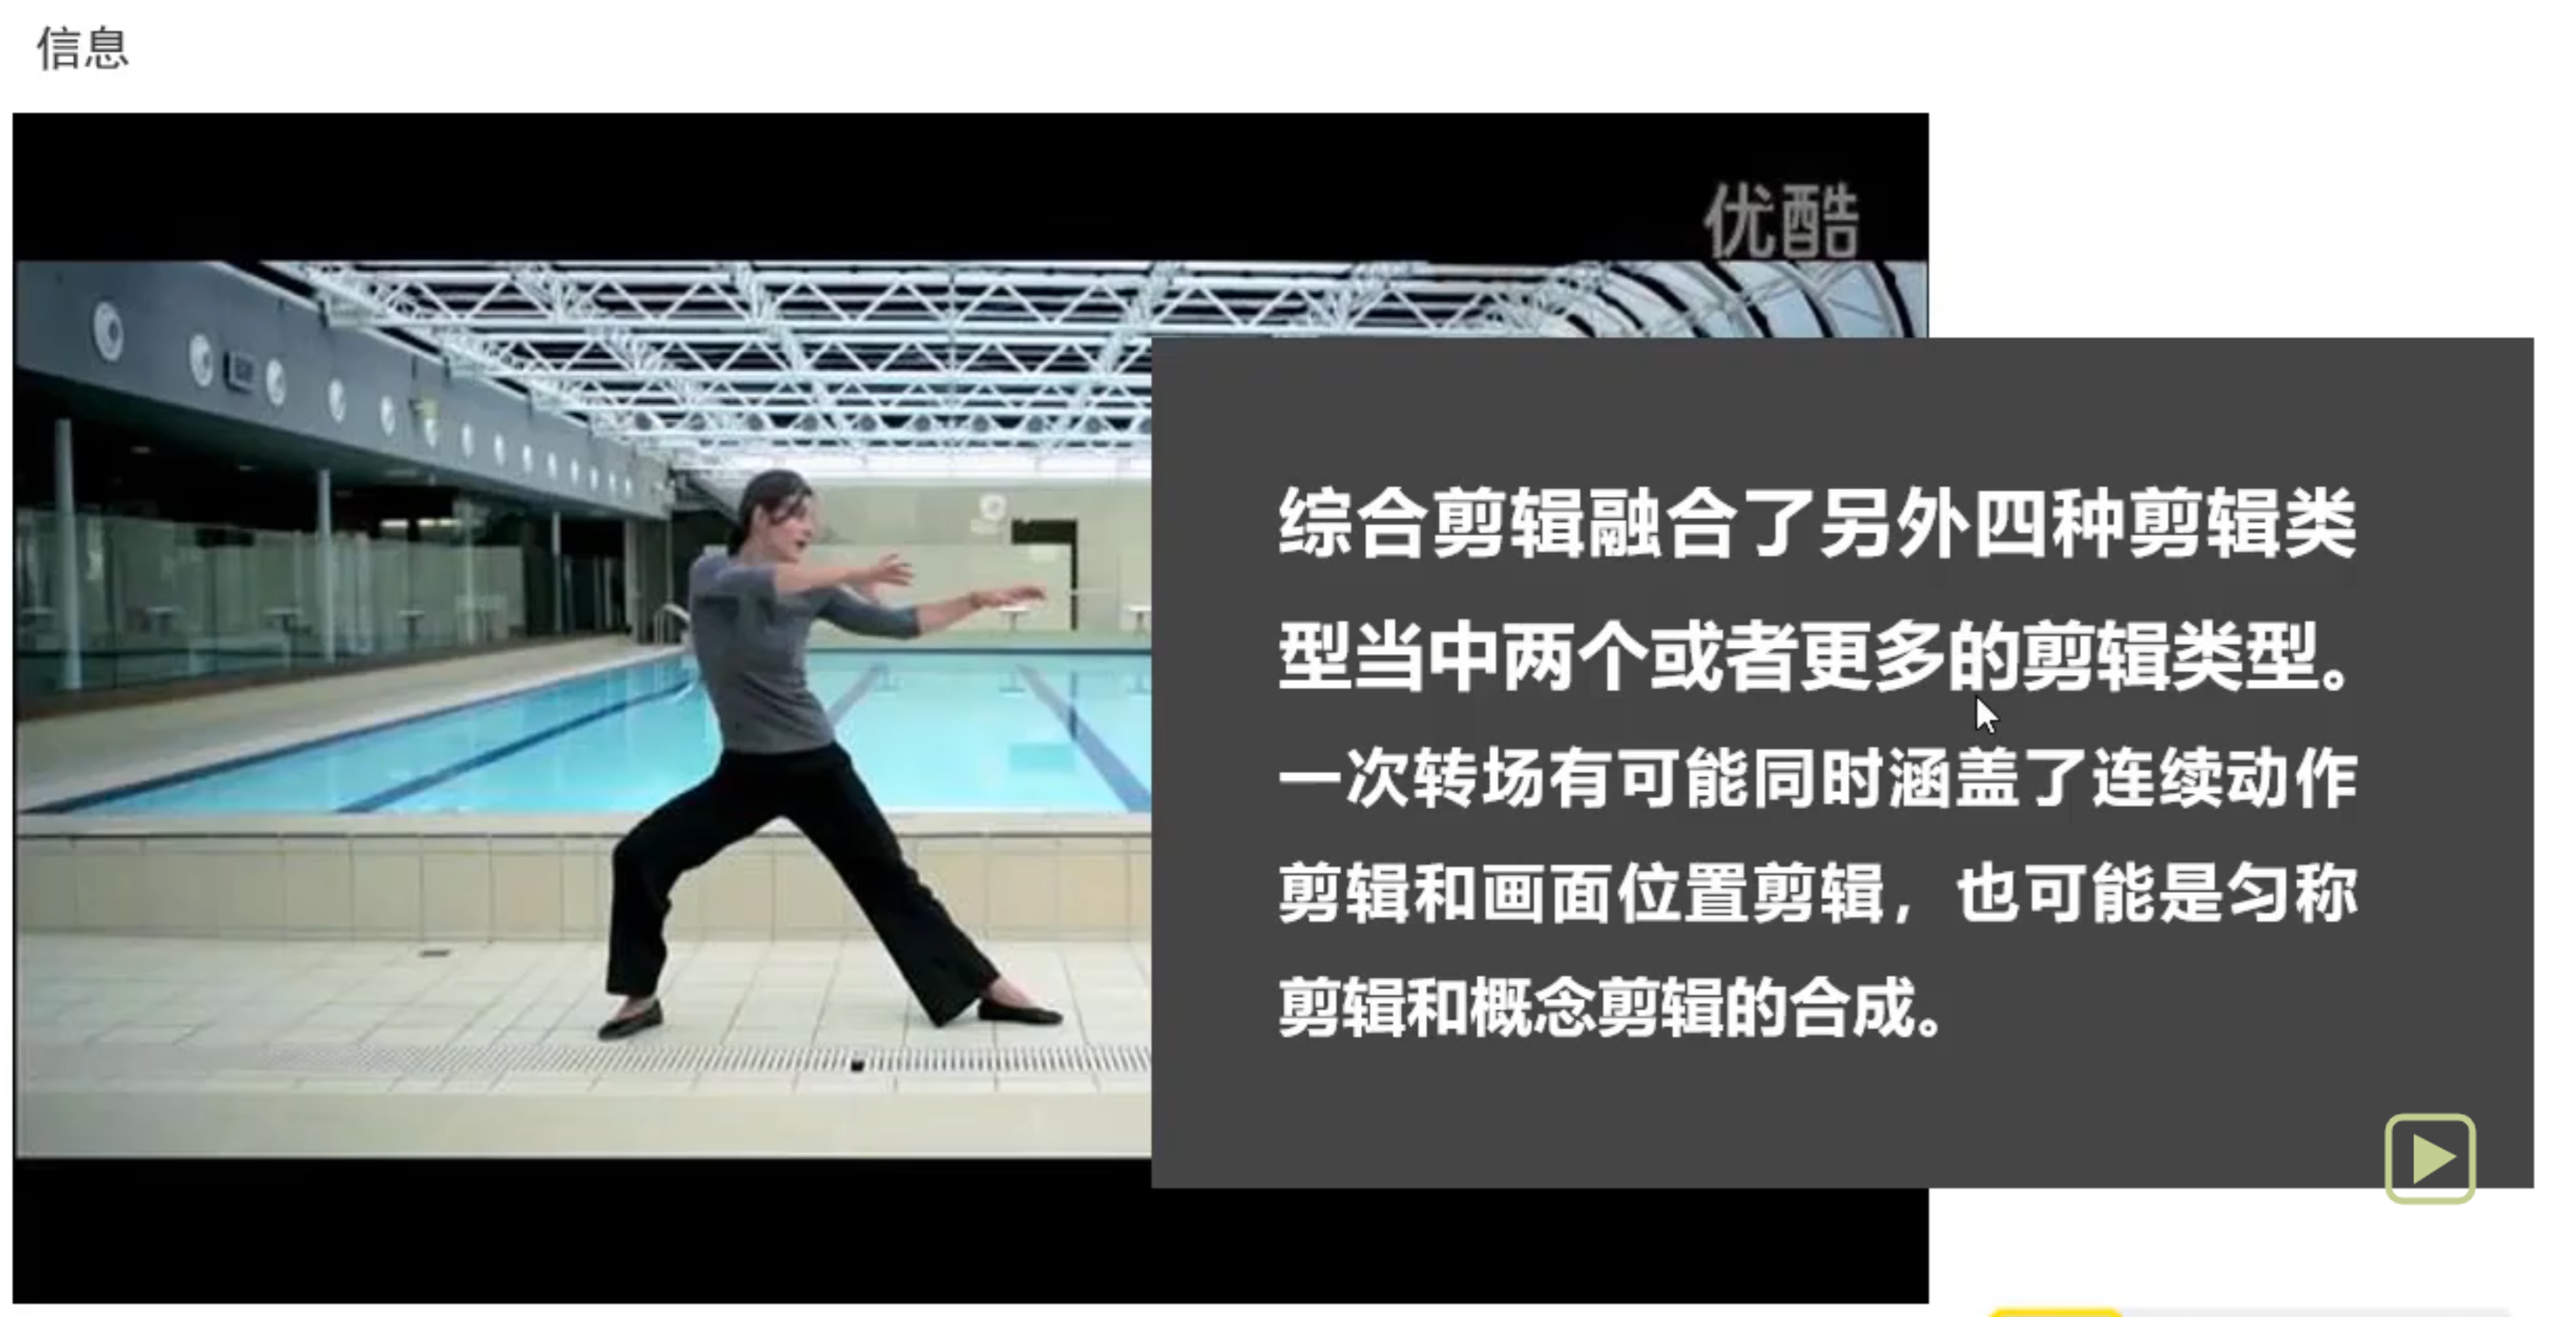 信息
优酷
综合剪辑融合了另外四种剪辑类
型当中两个或者更多的剪辑类型。
一次转场有可能同时涵盖了连续动作
剪辑和画面位置剪辑，也可能是匀称
剪辑和概念剪辑的合成。